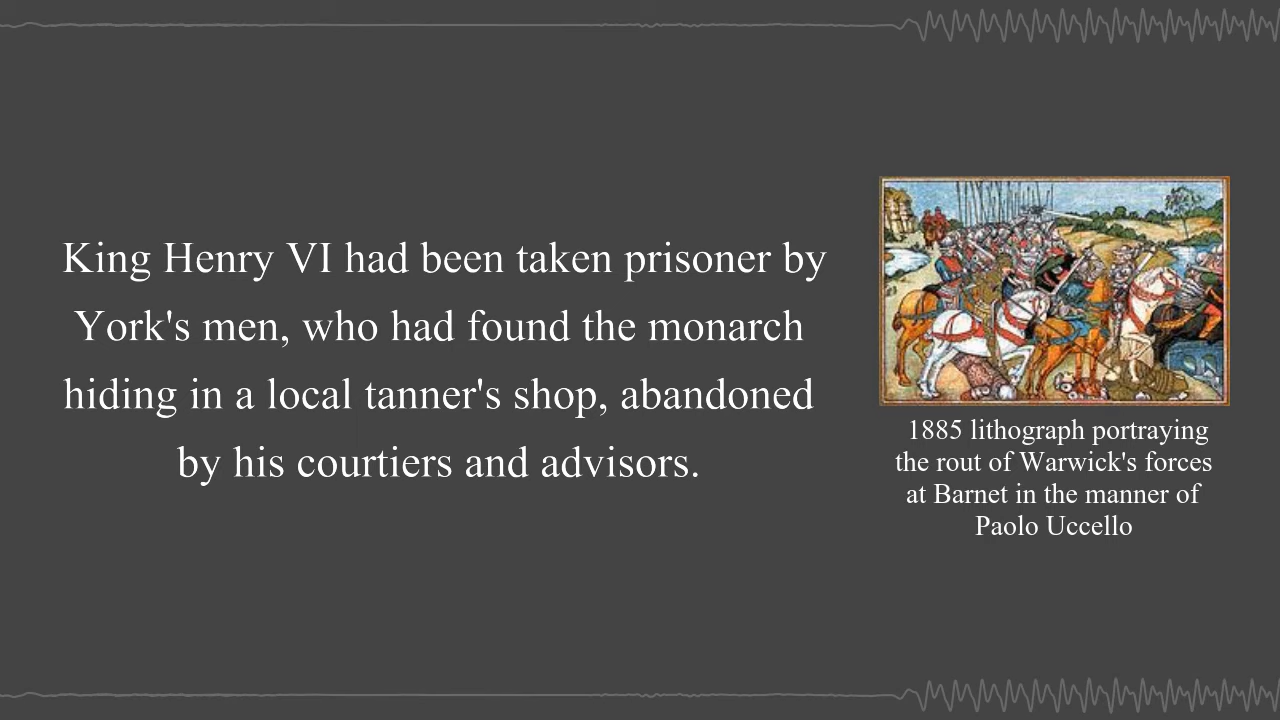 King Henry VI had been taken prisoner by
York's men, who had found the monarch
hiding in a local tanner's shop, abandoned
by his courtiers and advisors.
1885 lithograph portraying
the rout of Warwick's forces
at Barnet in the manner of
Paolo Uccello